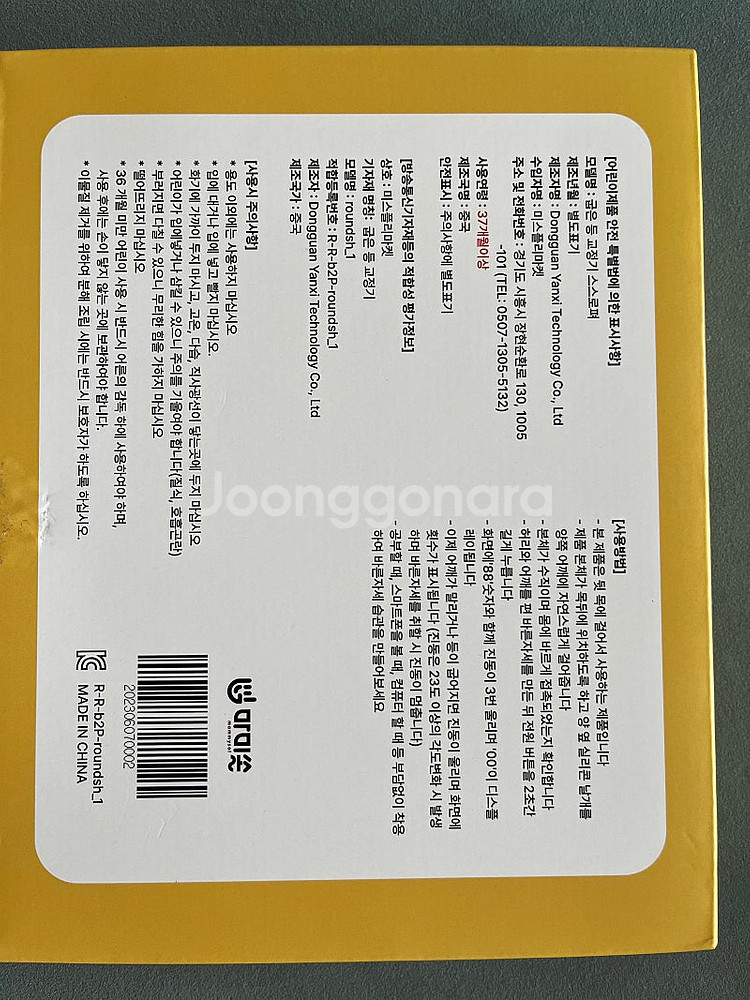 [어린이제품 안전 특별법에 의한 표시사항]
모델명 : 굽은 등 교정기 스스로펴
제조년월 : 별도표기
제조자명 : Dongguan Yanxi Technology Co., Ltd
수입자명 : 미스플리마켓
주소 및 전화번호 : 경기도 시흥시 장현순환로 130, 1005
-101 (TEL: 0507-1305-5132)
사용연령 : 37개월이상
제조국명 : 중국
안전표시 : 주의사항에 별도표기
[방송통신기자재등의 적합성 평가정보]
상호 : 미스플리마켓
기자재 명칭: 굽은 등 교정기
모델명 : roundsh_1
적합등록번호 : R-R-b2P-roundsh_1
제조자 : Dongguan Yanxi Technology Co., Ltd
제조국가 : 중국
[사용시 주의사항]
* 용도 이외에는 사용하지 마십시오
* 입에 대거나 입에 넣고 빨지 마십시오.
* 화기에 가까이 두지 마시고, 고온, 다습, 직사광선이 닿는곳에 두지 마십시오
* 어린이가 입에넣거나 삼킬 수 있으니 주의를 기울여야 합니다(질식, 호흡곤란)
* 부러지면 다칠 수 있으니 무리한 힘을 가하지 마십시오
* 떨어뜨리지 마십시오
* 36 개월 미만 어린이 사용 시 반드시 어른의 감독 하에 사용하여야 하며,
사용 후에는 손이 닿지 않는 곳에 보관하여야 합니다.
* 이물질 제거를 위하여 분해 조립 시에는 반드시 보호자가 하도록 하십시오.
[사용방법]
- 본 제품은 뒷 목에 걸어서 사용하는 제품입니다
- 제품 본체가 목뒤에 위치하도록 하고 양 옆 실리콘 날개를
양쪽 어깨에 자연스럽게 걸어줍니다
- 본체가 수직이며 몸에 바르게 접촉되었는지 확인합니다
- 허리와 어깨를 편 바른자세를 만든 뒤 전원 버튼을 2초간
길게 누릅니다
- 화면에'88'숫자와 함께 진동이 3번 울리며 '00'이 디스플
레이됩니다
- 이제 어깨가 말리거나 등이 굽어지면 진동이 울리며 화면에
횟수가 표시됩니다 (진동은 23도 이상의 각도변화 시 발생
하며 바른자세를 취할 시 진동이 멈춥니다)
- 공부할 때, 스마트폰을 볼 때, 컴퓨터 할 때 등 부담없이 착용
하여 바른자세 습관을 만들어보세요
마미쏘
mommysso!
202306070002
R-R-b2P-roundsh_1
MADE IN CHINA
Joonggonara